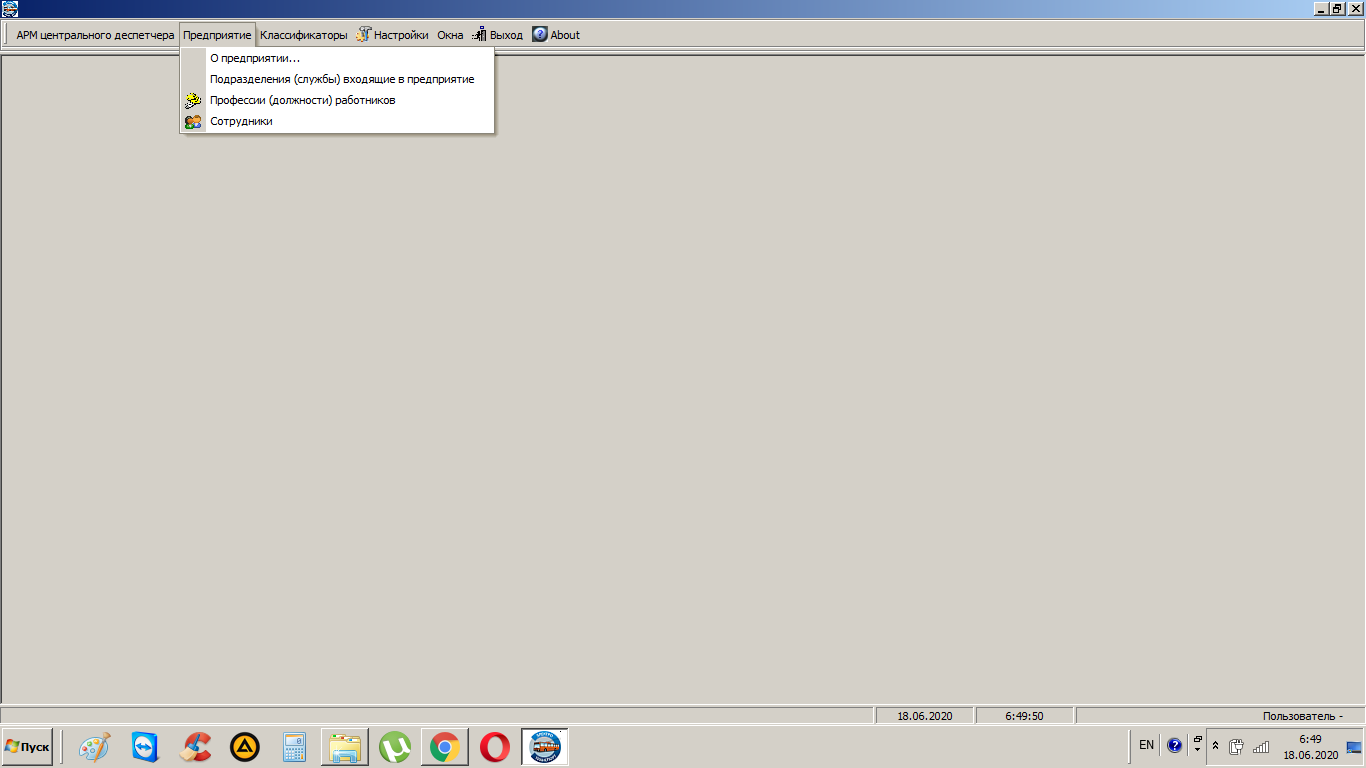 АРМ центрального деспетчера Предприятие Классификаторы Настройки Окна Выход About
О предприятии...
Подразделения (службы) входящие в предприятие
Профессии (должности) работников
Сотрудники
18.06.2020 6:49:50 Пользователь -
Пуск EN 6:49
18.06.2020